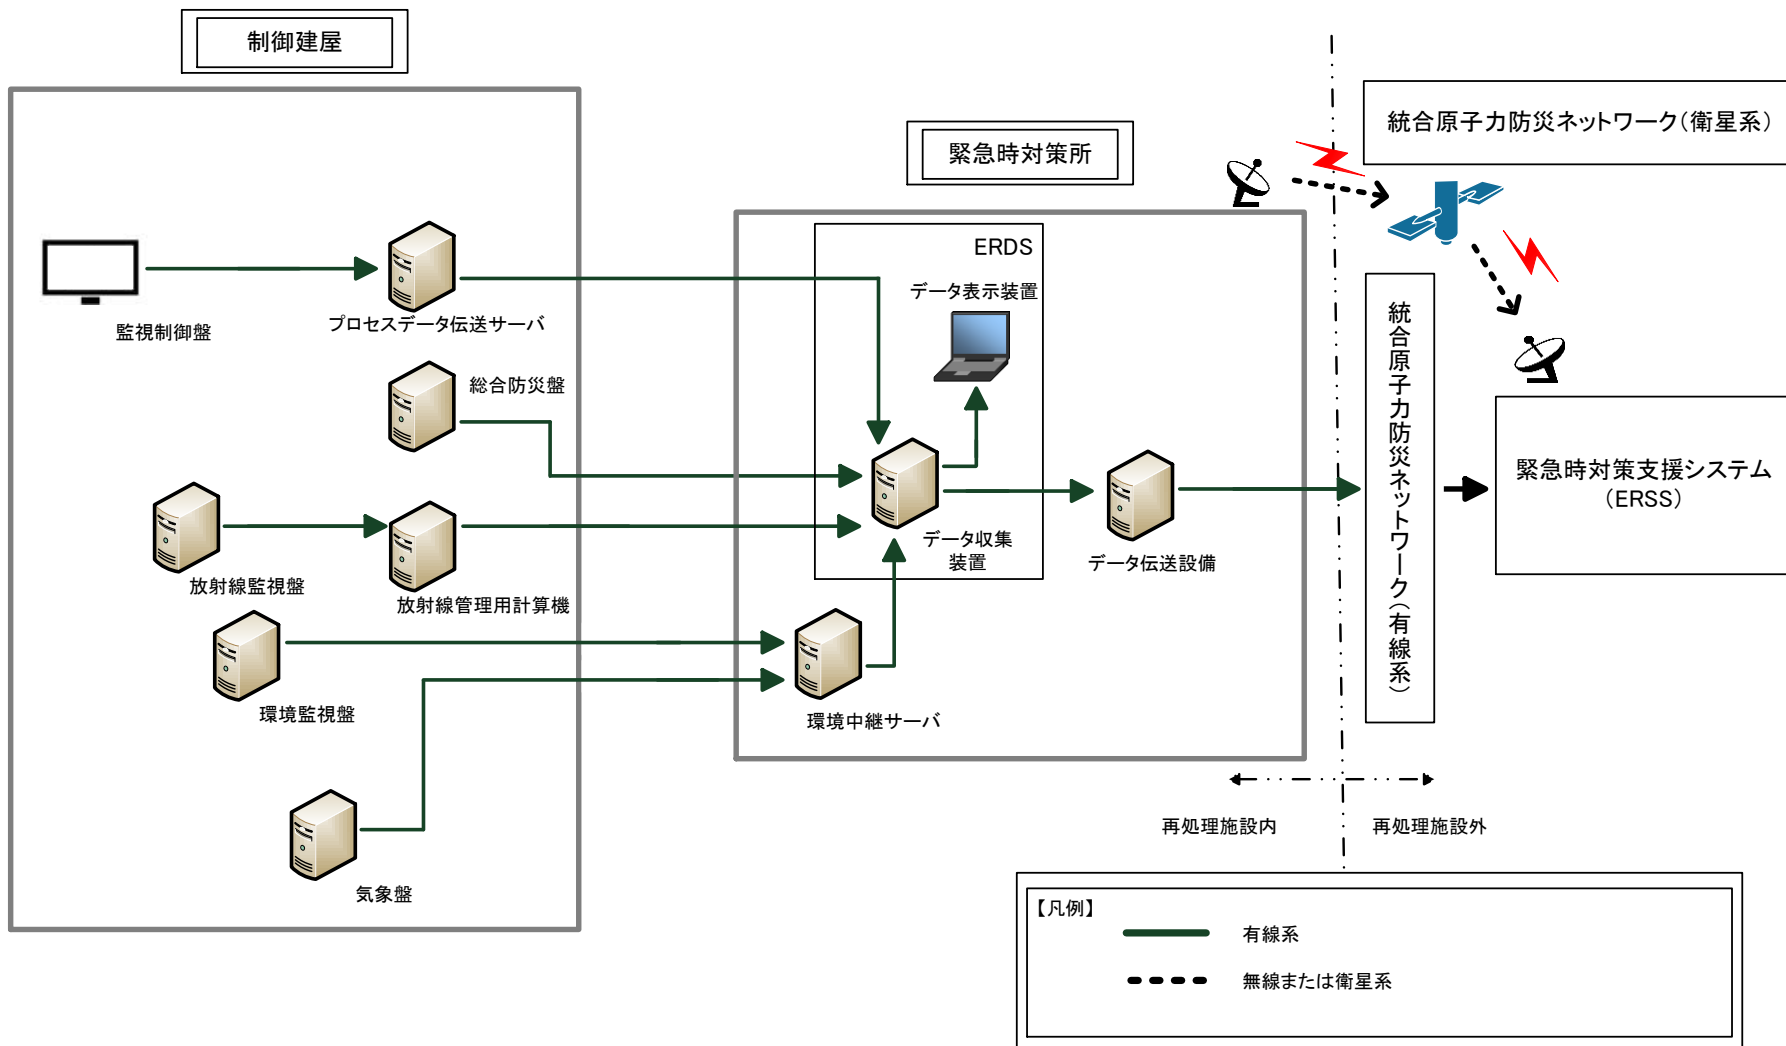 制御建屋
統合原子力防災ネットワーク(衛星系)
緊急時対策所
ERDS
データ表示装置
監視制御盤
プロセスデータ伝送サーバ
総合防災盤
統合原子力防災ネットワーク(有線系)
緊急時対策支援システム
(ERSS)
データ収集
装置
データ伝送設備
放射線監視盤
放射線管理用計算機
環境監視盤
環境中継サーバ
再処理施設内
再処理施設外
気象盤
【凡例】
有線系
無線または衛星系